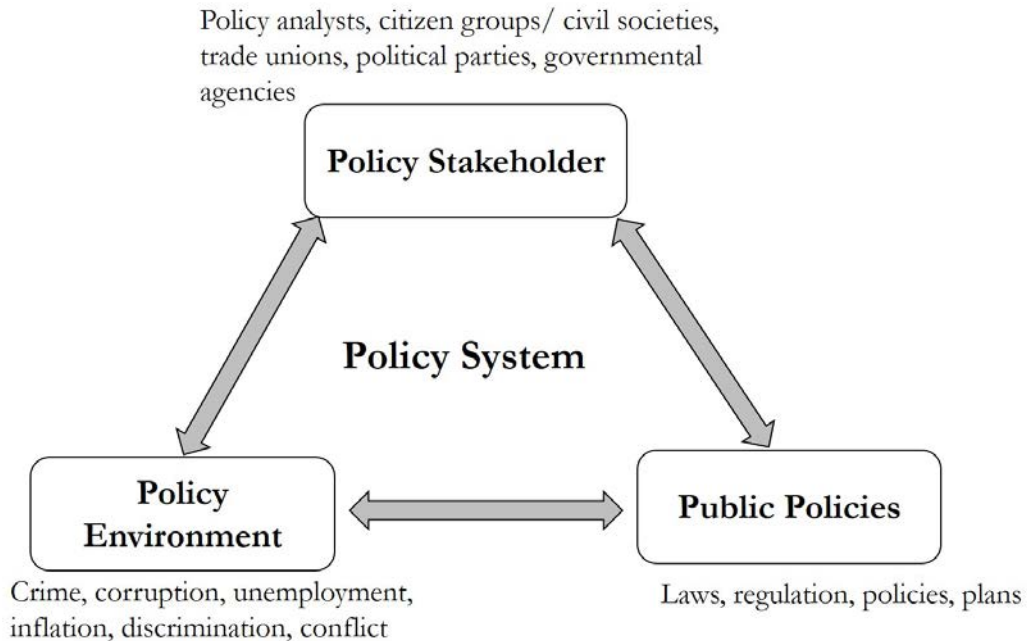 Policy analysts, citizen groups/ civil societies,
trade unions, political parties, governmental
agencies
Policy Stakeholder
Policy System
Policy
Environment
Public Policies
Crime, corruption, unemployment,
inflation, discrimination, conflict
Laws, regulation, policies, plans